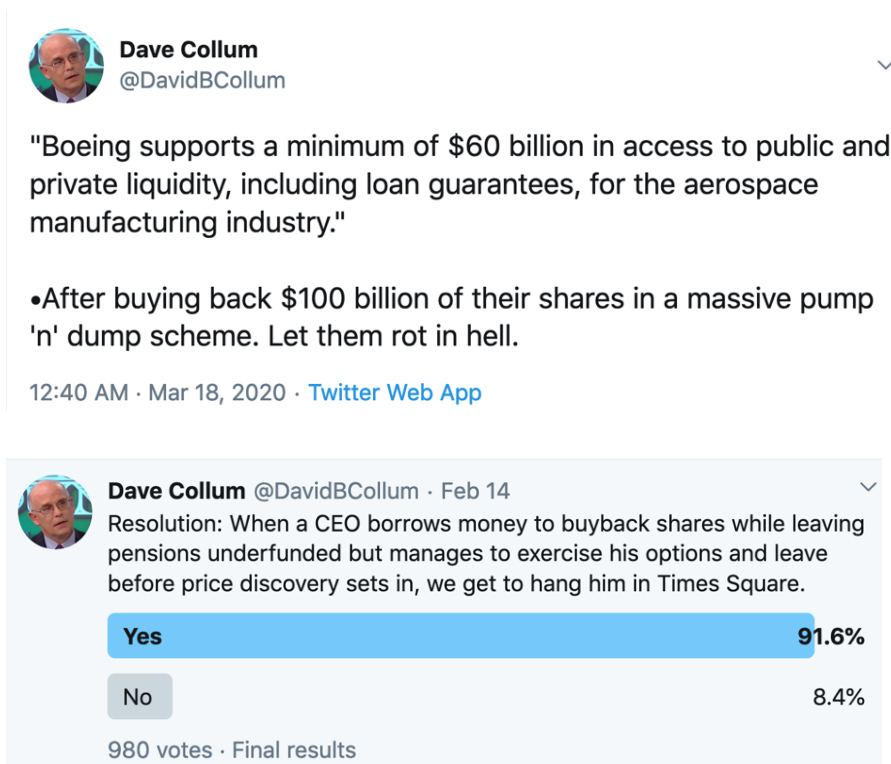 Dave Collum
@DavidBCollum
"Boeing supports a minimum of $60 billion in access to public and
private liquidity, including loan guarantees, for the aerospace
manufacturing industry."
•After buying back $100 billion of their shares in a massive pump
'n' dump scheme. Let them rot in hell.
12:40 AM · Mar 18, 2020 · Twitter Web App
Dave Collum @DavidBCollum · Feb 14
Resolution: When a CEO borrows money to buyback shares while leaving
pensions underfunded but manages to exercise his options and leave
before price discovery sets in, we get to hang him in Times Square.
Yes 91.6%
No 8.4%
980 votes · Final results